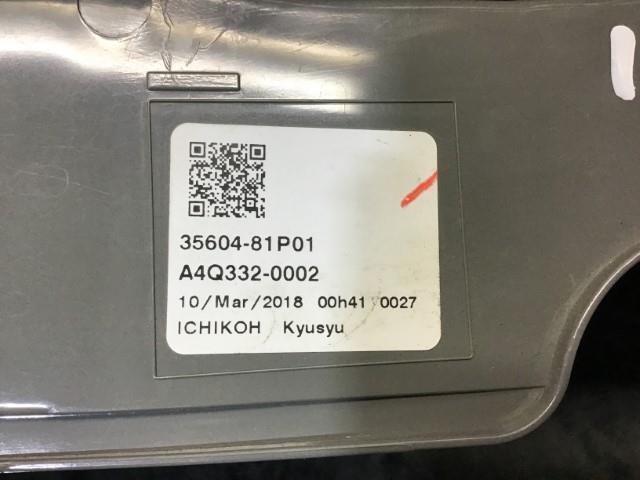 35604-81P01
A4Q332-0002
10/Mar/2018 00h41 0027
ICHIKOH Kyusyu